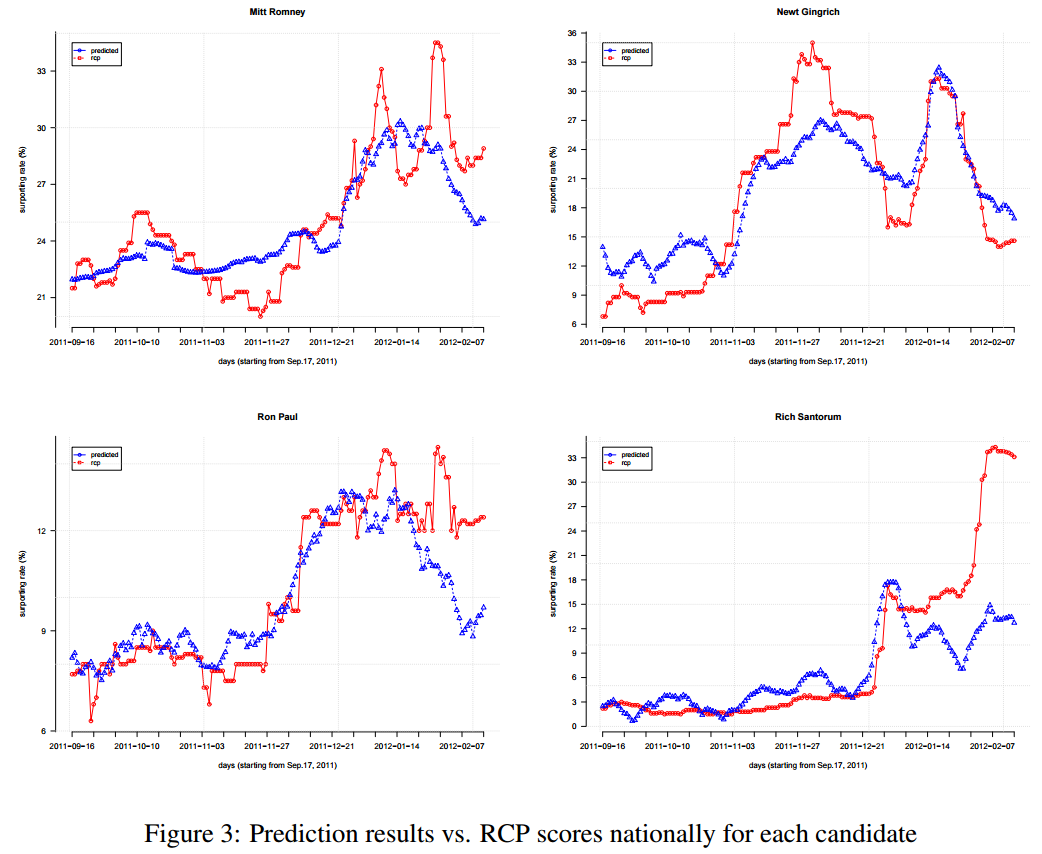 Mitt Romney
predicted
rcp
surporting rate (%)
33
30
27
24
21
2011-09-16 2011-10-10 2011-11-03 2011-11-27 2011-12-21 2012-01-14 2012-02-07
days (starting from Sep.17, 2011)
Newt Gingrich
predicted
rcp
surporting rate (%)
36
33
30
27
24
21
18
15
12
9
6
2011-09-16 2011-10-10 2011-11-03 2011-11-27 2011-12-21 2012-01-14 2012-02-07
days (starting from Sep.17, 2011)
Ron Paul
predicted
rcp
surporting rate (%)
12
9
6
2011-09-16 2011-10-10 2011-11-03 2011-11-27 2011-12-21 2012-01-14 2012-02-07
days (starting from Sep.17, 2011)
Rich Santorum
predicted
rcp
surporting rate (%)
33
30
27
24
21
18
15
12
9
6
3
0
2011-09-16 2011-10-10 2011-11-03 2011-11-27 2011-12-21 2012-01-14 2012-02-07
days (starting from Sep.17, 2011)
Figure 3: Prediction results vs. RCP scores nationally for each candidate